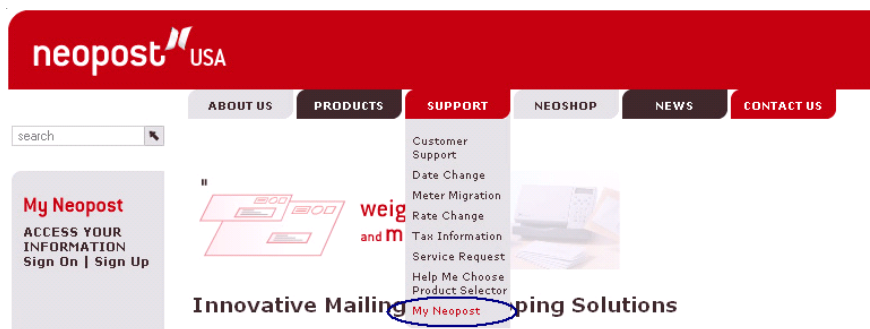 neopost USA
ABOUT US PRODUCTS SUPPORT NEOSHOP NEWS CONTACT US
search
Customer
Support
Date Change
Meter Migration
Rate Change
Tax Information
Service Request
Help Me Choose
Product Selector
My Neopost
My Neopost
ACCESS YOUR
INFORMATION
Sign On | Sign Up
"
weig
and m
Innovative Mailing ping Solutions